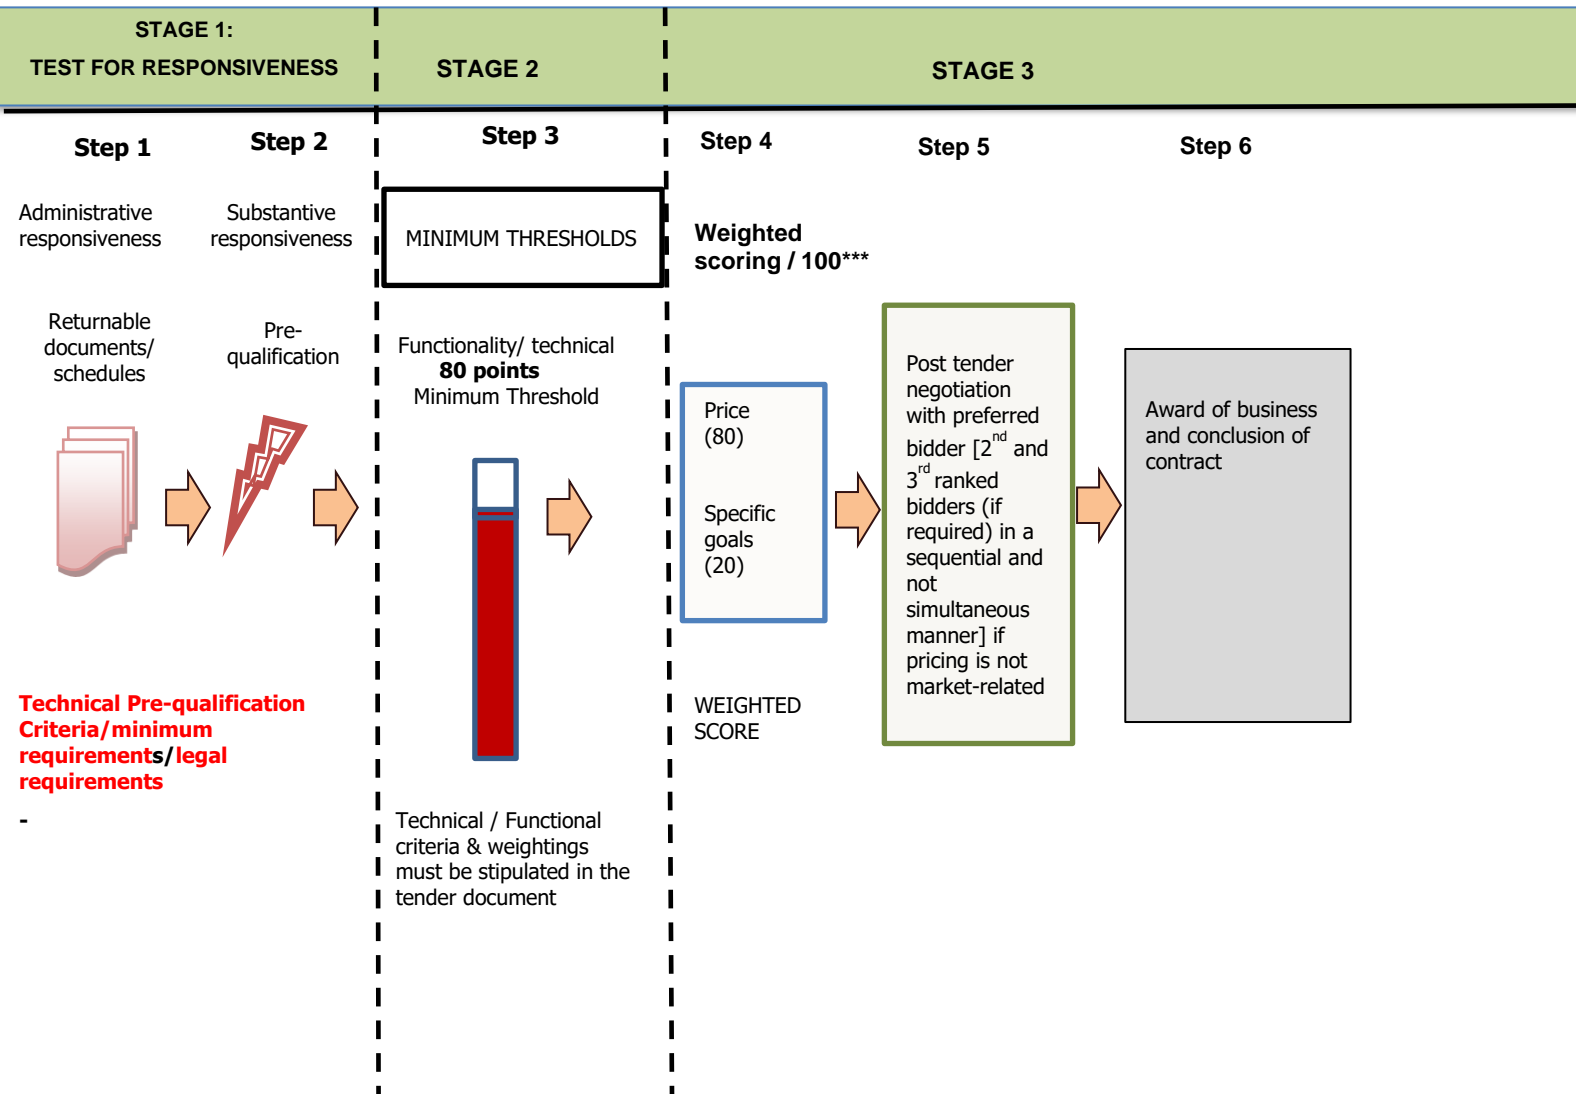 STAGE 1:
TEST FOR RESPONSIVENESS
STAGE 2
STAGE 3
Step 1
Step 2
Step 3
Step 4
Step 5
Step 6
Administrative
responsiveness
Substantive
responsiveness
MINIMUM THRESHOLDS
Weighted
scoring / 100***
Returnable
documents/
schedules
Pre-
qualification
Functionality/ technical
80 points
Minimum Threshold
Price
(80)
Specific
goals
(20)
Post tender
negotiation
with preferred
bidder [2nd and
3rd ranked
bidders (if
required) in a
sequential and
not
simultaneous
manner] if
pricing is not
market-related
Award of business
and conclusion of
contract
Technical Pre-qualification
Criteria/minimum
requirements/legal
requirements
-
WEIGHTED
SCORE
Technical / Functional
criteria & weightings
must be stipulated in the
tender document